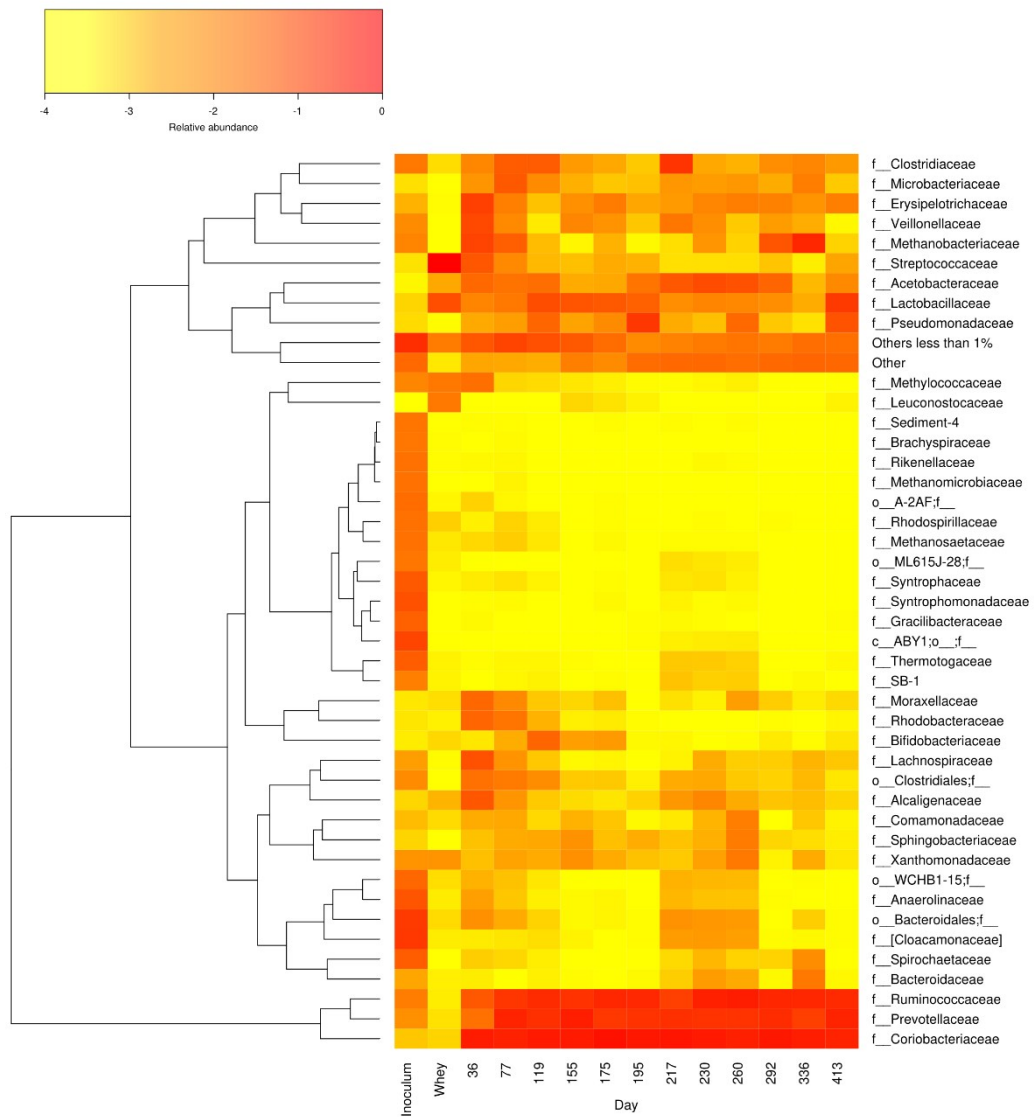 -4 -3 -2 -1 0
Relative abundance
f__Clostridiaceae
f__Microbacteriaceae
f__Erysipelotrichaceae
f__Veillonellaceae
f__Methanobacteriaceae
f__Streptococcaceae
f__Acetobacteraceae
f__Lactobacillaceae
f__Pseudomonadaceae
Others less than 1%
Other
f__Methylococcaceae
f__Leuconostocaceae
f__Sediment-4
f__Brachyspiraceae
f__Rikenellaceae
f__Methanomicrobiaceae
o__A-2AF;f__
f__Rhodospirillaceae
f__Methanosaetaceae
o__ML615J-28;f__
f__Syntrophaceae
f__Syntrophomonadaceae
f__Gracilibacteraceae
c__ABY1;o__;f__
f__Thermotogaceae
f__SB-1
f__Moraxellaceae
f__Rhodobacteraceae
f__Bifidobacteriaceae
f__Lachnospiraceae
o__Clostridiales;f__
f__Alcaligenaceae
f__Comamonadaceae
f__Sphingobacteriaceae
f__Xanthomonadaceae
o__WCHB1-15;f__
f__Anaerolinaceae
o__Bacteroidales;f__
f__[Cloacamonaceae]
f__Spirochaetaceae
f__Bacteroidaceae
f__Ruminococcaceae
f__Prevotellaceae
f__Coriobacteriaceae
Inoculum Whey 36 77 119 155 175 195 217 230 260 292 336 413
Day